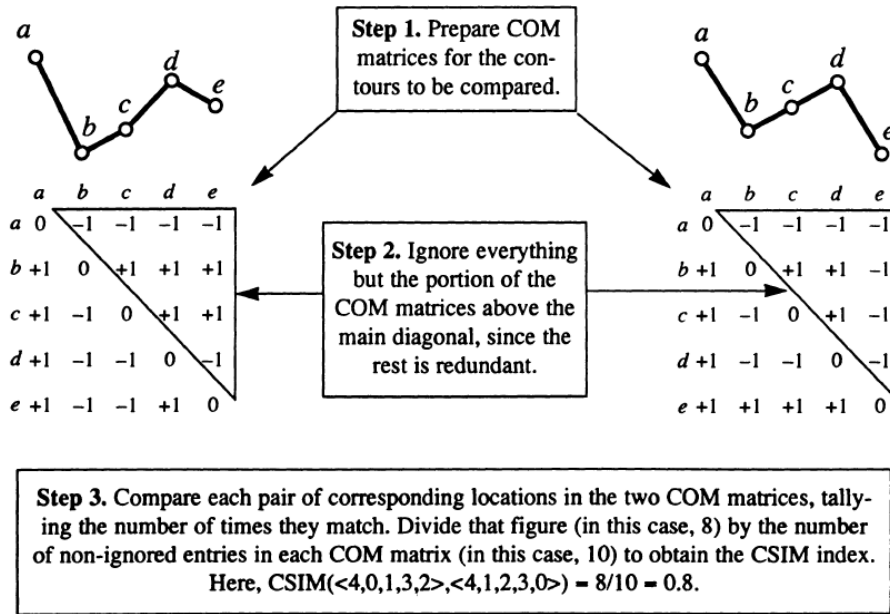 a
b
c
d
e
Step 1. Prepare COM
matrices for the con-
tours to be compared.
a
b
c
d
e
a b c d e
a 0 −1 −1 −1 −1
b +1 0 +1 +1 +1
c +1 −1 0 +1 +1
d +1 −1 −1 0 −1
e +1 −1 −1 +1 0
Step 2. Ignore everything
but the portion of the
COM matrices above the
main diagonal, since the
rest is redundant.
a b c d e
a 0 −1 −1 −1 −1
b +1 0 +1 +1 −1
c +1 −1 0 +1 −1
d +1 −1 −1 0 −1
e +1 +1 +1 +1 0
Step 3. Compare each pair of corresponding locations in the two COM matrices, tally-
ing the number of times they match. Divide that figure (in this case, 8) by the number
of non-ignored entries in each COM matrix (in this case, 10) to obtain the CSIM index.
Here, CSIM(<4,0,1,3,2>,<4,1,2,3,0>) = 8/10 = 0.8.